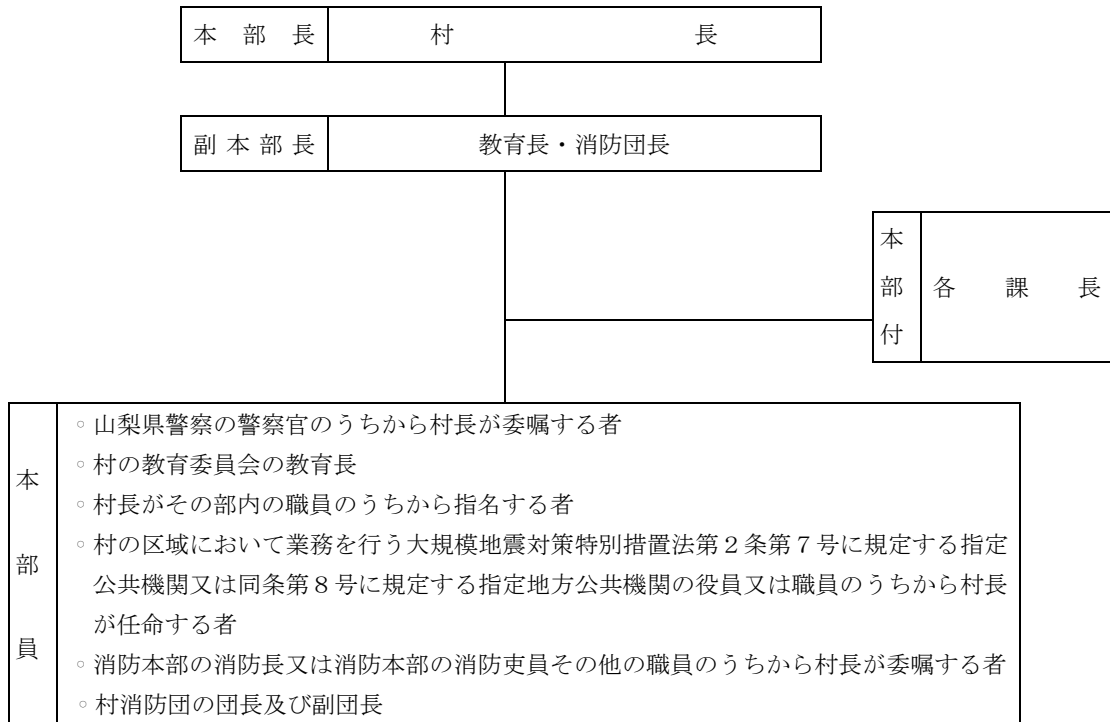 本部長 村長
副本部長 教育長・消防団長
本部付 各課長
本部員
◦山梨県警察の警察官のうちから村長が委嘱する者
◦村の教育委員会の教育長
◦村長がその部内の職員のうちから指名する者
◦村の区域において業務を行う大規模地震対策特別措置法第２条第７号に規定する指定
公共機関又は同条第８号に規定する指定地方公共機関の役員又は職員のうちから村長
が任命する者
◦消防本部の消防長又は消防本部の消防吏員その他の職員のうちから村長が委嘱する者
◦村消防団の団長及び副団長